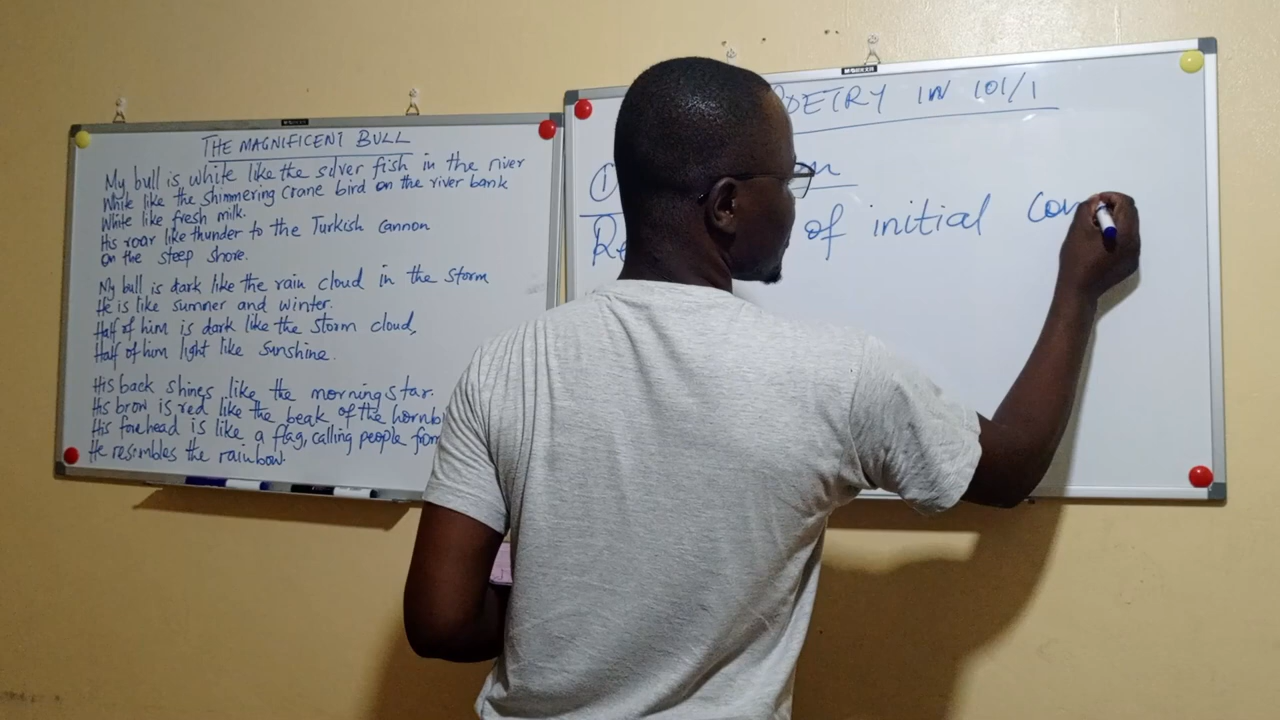 THE MAGNIFICENT BULL
My bull is white like the silver fish in the river
White like the shimmering crane bird on the river bank
White like fresh milk.
His roar like thunder to the Turkish cannon
on the steep shore.
My bull is dark like the rain cloud in the storm
He is like summer and winter.
Half of him is dark like the storm cloud,
Half of him light like sunshine.
His back shines like the morning star.
His brow is red like the beak of the hornb
His forehead is like a flag, calling people from
He resembles the rainbow.
POETRY IN 101/1
1
Re of initial con